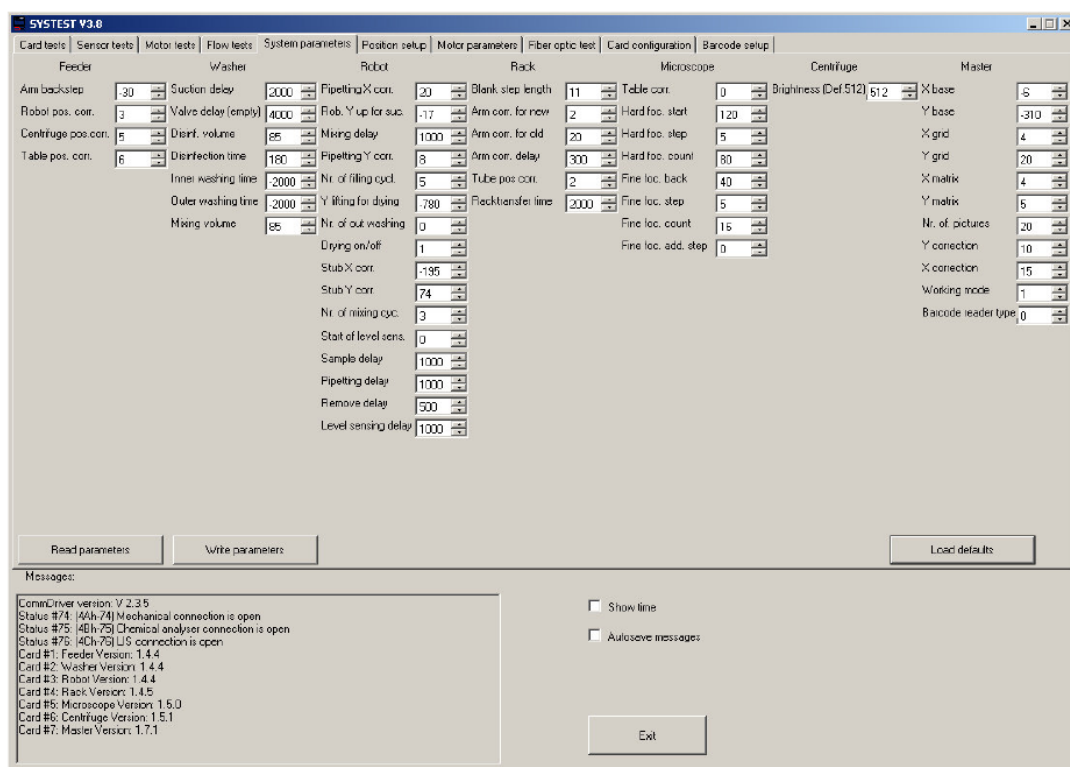 SYSTEST V3.8
Card tests Sensor tests Motor tests Flow tests System parameters Position setup Motor parameters Fiber optic test Card configuration Barcode setup
Feeder
Arm backstep -30
Robot pos. corr. 3
Centrifuge pos.corr. 5
Table pos. corr. 6
Washer
Suction delay 2000
Valve delay (empty) 4000
Disinf. volume 85
Disinfection time 180
Inner washing time -2000
Outer washing time -2000
Mixing volume 85
Robot
Pipetting X corr. 20
Rob. Y up for suc. -17
Mixing delay 1000
Pipetting Y corr. 8
Nr. of filling cycl. 5
Y lifting for drying -780
Nr. of out washing 0
Drying on/off 1
Stub X corr. -195
Stub Y corr. 74
Nr. of mixing cyc. 3
Start of level sens. 0
Sample delay 1000
Pipetting delay 1000
Remove delay 500
Level sensing delay 1000
Rack
Blank step length 11
Arm corr. for new 2
Arm corr. for old 20
Arm corr. delay 300
Tube pos corr. 2
Racktransfer time 2000
Microscope
Table corr. 0
Hard foc. start 120
Hard foc. step 5
Hard foc. count 80
Fine foc. back 40
Fine foc. step 5
Fine foc. count 16
Fine foc. add. step 0
Centrifuge
Brightness (Def.512) 512
Master
X base -6
Y base -310
X grid 4
Y grid 20
X matrix 4
Y matrix 5
Nr. of. pictures 20
Y correction 10
X correction 15
Working mode 1
Barcode reader type 0
Read parameters Write parameters Load defaults
Messages:
CommDriver version: V 2.3.5
Status #74: (4Ah-74) Mechanical connection is open
Status #75: (4Bh-75) Chemical analyser connection is open
Status #76: (4Ch-76) LIS connection is open
Card #1: Feeder Version: 1.4.4
Card #2: Washer Version: 1.4.4
Card #3: Robot Version: 1.4.4
Card #4: Rack Version: 1.4.5
Card #5: Microscope Version: 1.5.0
Card #6: Centrifuge Version: 1.5.1
Card #7: Master Version: 1.7.1
Show time
Autosave messages
Exit